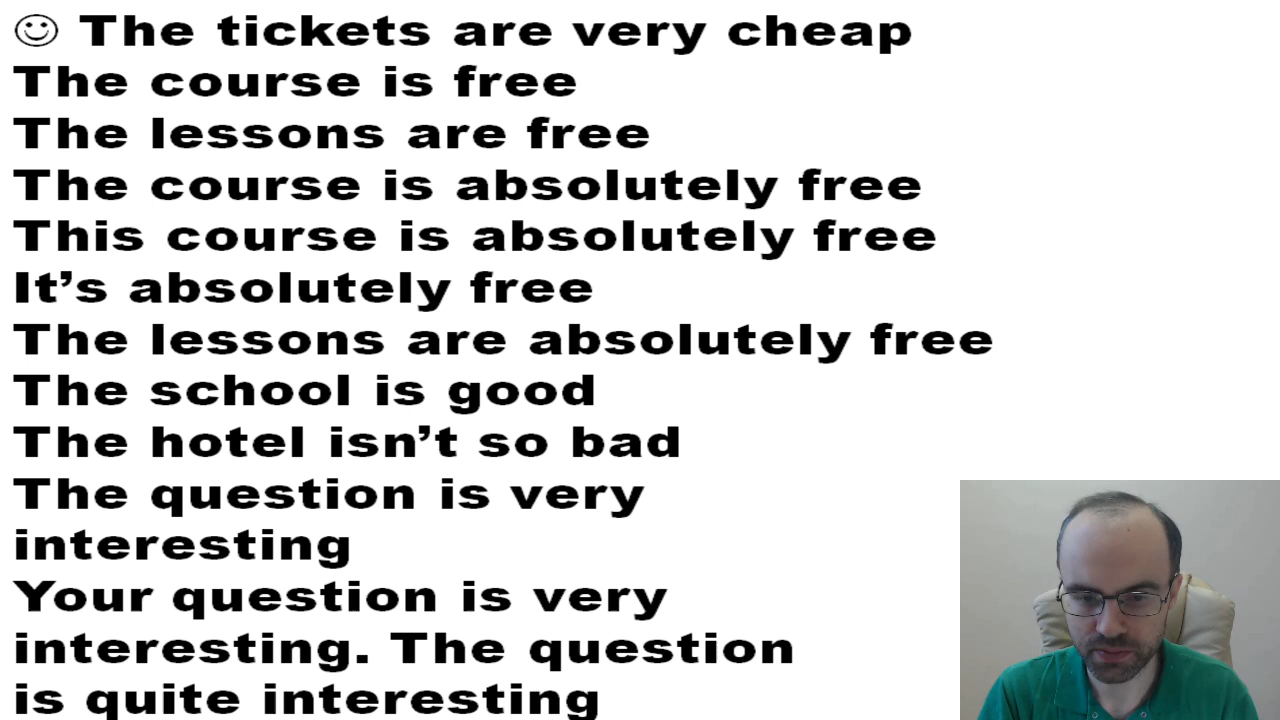 ☺ The tickets are very cheap
The course is free
The lessons are free
The course is absolutely free
This course is absolutely free
It’s absolutely free
The lessons are absolutely free
The school is good
The hotel isn’t so bad
The question is very
interesting
Your question is very
interesting. The question
is quite interesting